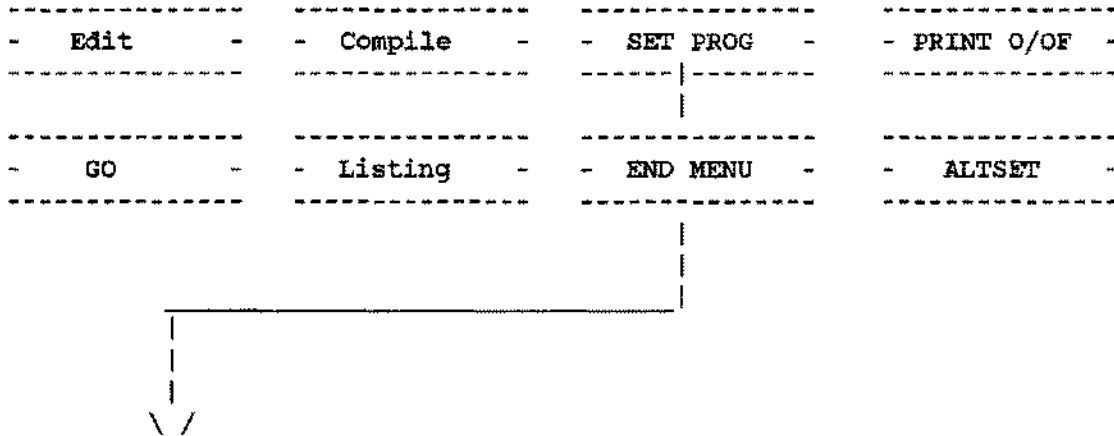 Edit Compile SET PROG PRINT O/OF
GO Listing END MENU ALTSET